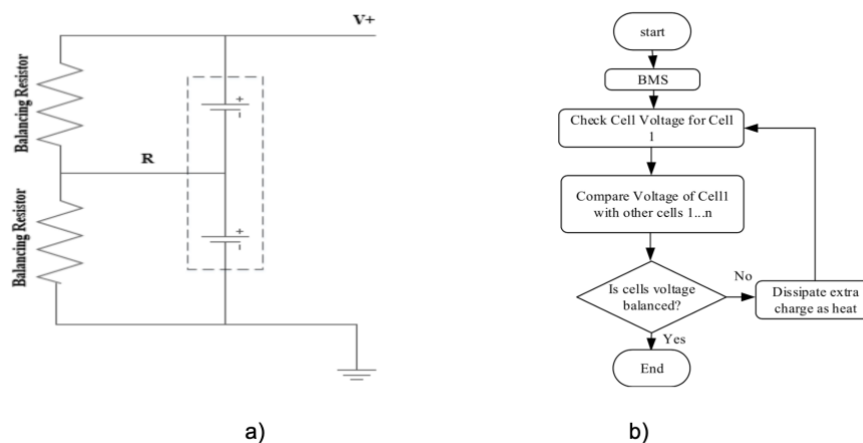 V+
Balancing Resistor
+
-
R
Balancing Resistor
+
-
a)
start
BMS
Check Cell Voltage for Cell
1
Compare Voltage of Cell1
with other cells 1...n
Is cells voltage
balanced?
No
Dissipate extra
charge as heat
Yes
End
b)